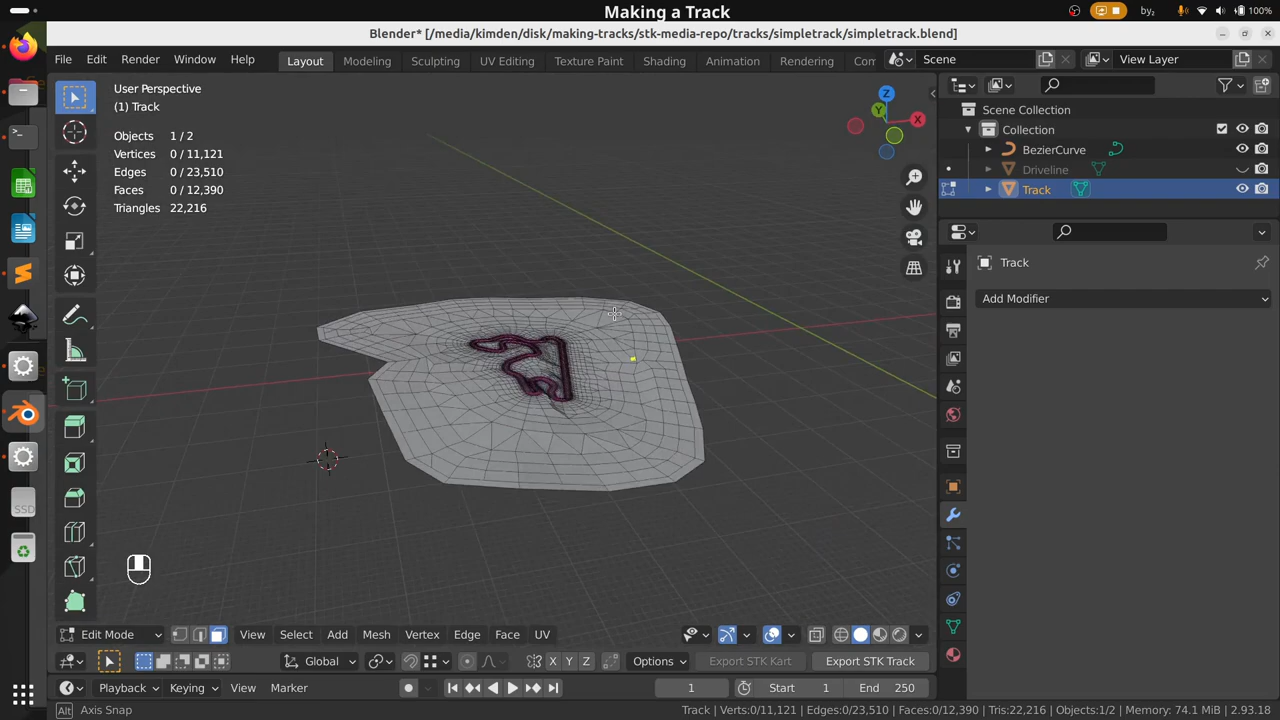 Making a Track
by₂
100%
Blender* [/media/kimden/disk/making-tracks/stk-media-repo/tracks/simpletrack/simpletrack.blend]
File Edit Render Window Help Layout Modeling Sculpting UV Editing Texture Paint Shading Animation Rendering Com Scene View Layer
User Perspective
(1) Track
Objects 1 / 2
Vertices 0 / 11,121
Edges 0 / 23,510
Faces 0 / 12,390
Triangles 22,216
Z
Y
X
Scene Collection
Collection
BezierCurve
Driveline
Track
Track
Add Modifier
SSD
Edit Mode View Select Add Mesh Vertex Edge Face UV
Global X Y Z Options Export STK Kart Export STK Track
Playback Keying View Marker 1 Start 1 End 250
Alt Axis Snap Track | Verts:0/11,121 | Edges:0/23,510 | Faces:0/12,390 | Tris:22,216 | Objects:1/2 | Memory: 74.1 MiB | 2.93.18